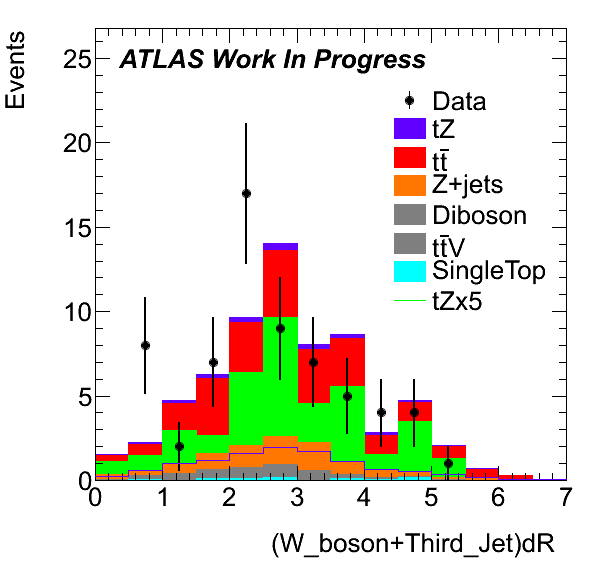 Events
25
20
15
10
5
0
ATLAS Work In Progress
Data
tZ
tt̄
Z+jets
Diboson
tt̄V
SingleTop
tZx5
0 1 2 3 4 5 6 7
(W_boson+Third_Jet)dR